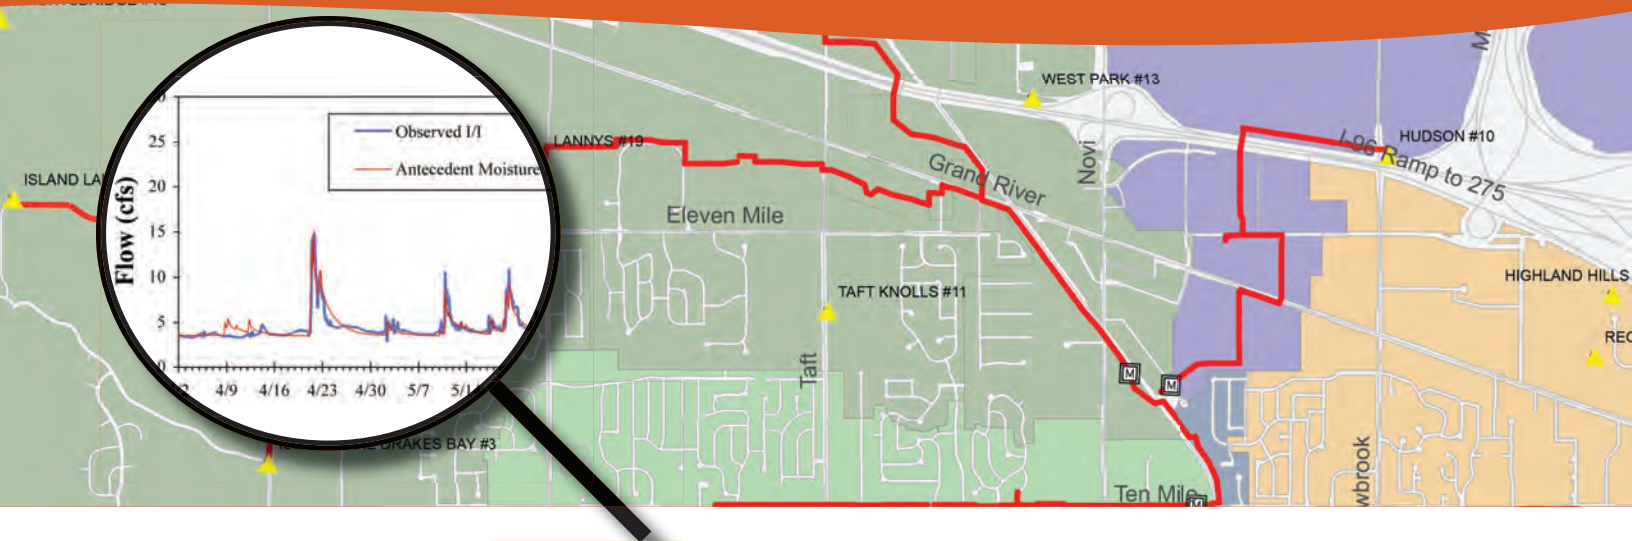 WEST PARK #13
LANNYS #19
HUDSON #10
I-96 Ramp to 275
Grand River
Novi
ISLAND LA
Eleven Mile
HIGHLAND HILLS
TAFT KNOLLS #11
REC
Taft
DRAKES BAY #3
wbrook
Ten Mile
M
M
M
Observed I/I
Antecedent Moisture
Flow (cfs)
25
20
15
10
5
0
4/9
4/16
4/23
4/30
5/7